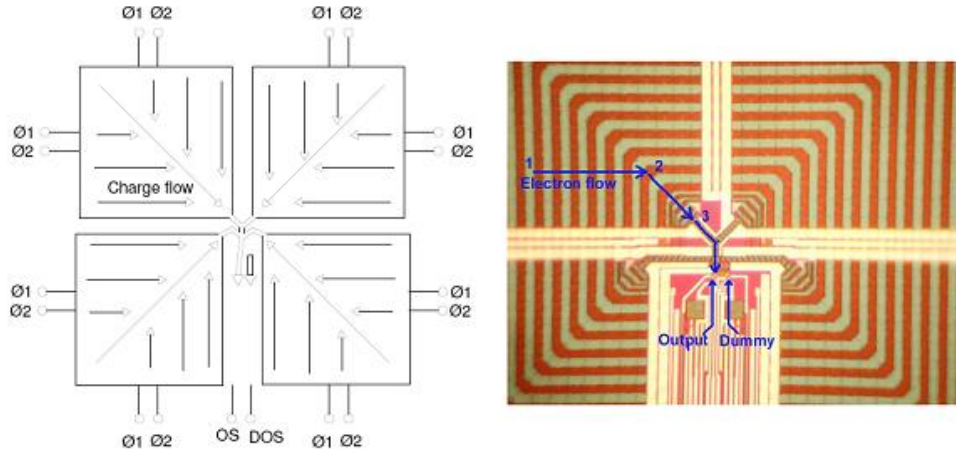 Ø1 Ø2 Ø1 Ø2
Ø1
Ø2
Ø1
Ø2
Charge flow
Ø1
Ø2
Ø1
Ø2
Ø1 Ø2 OS DOS Ø1 Ø2
1
2
Electron flow
3
Output Dummy